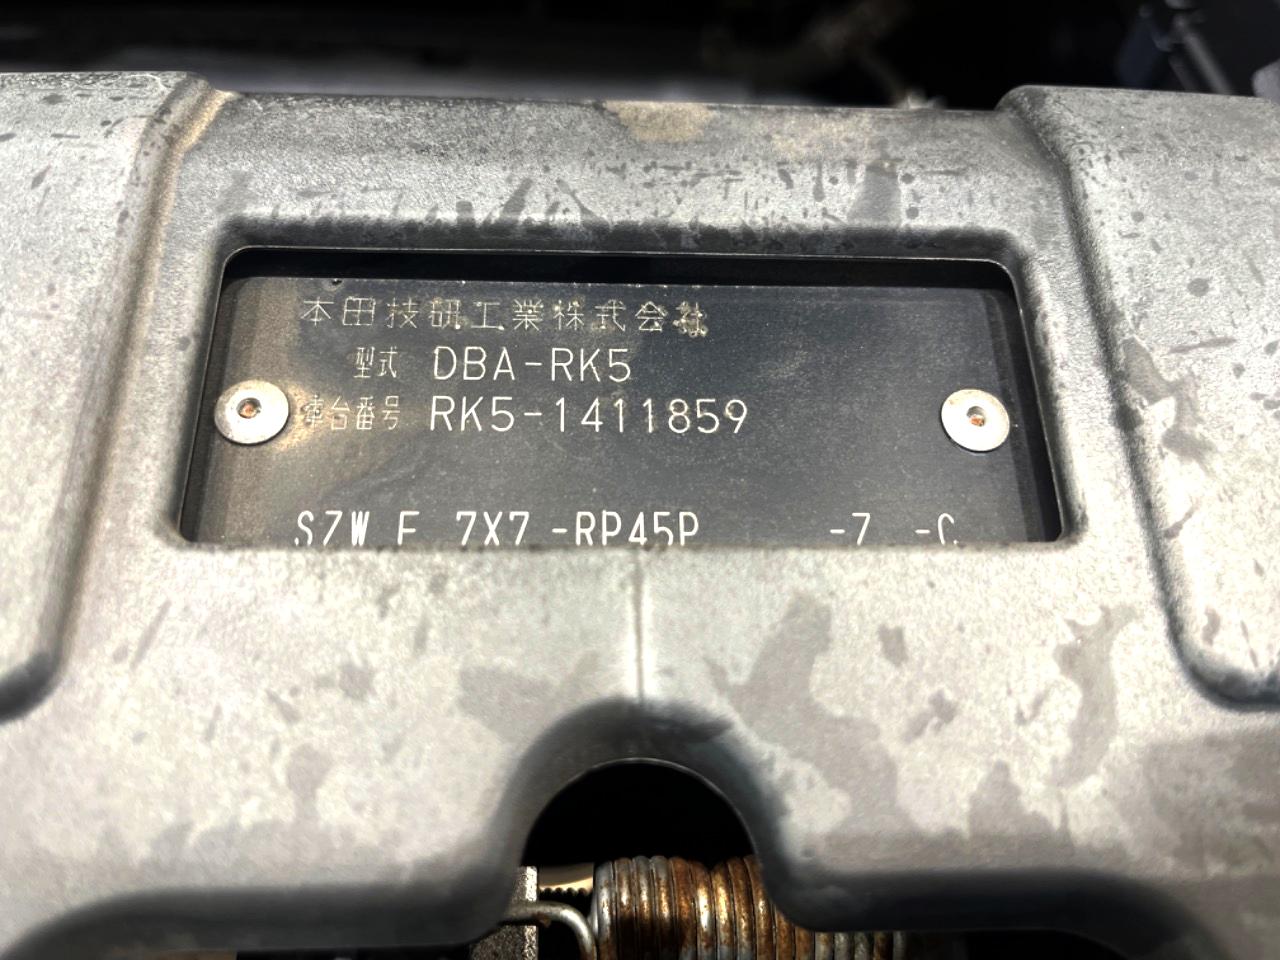 本田技研工業株式会社
型式 DBA-RK5
車台番号 RK5-1411859
SZW F 7X7 -RP45P -7 -C